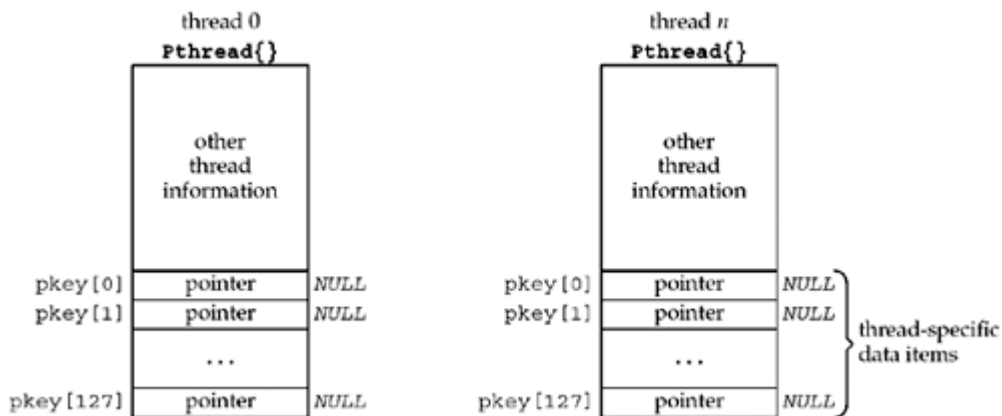 thread 0
Pthread{}
other
thread
information
pkey[0] pointer NULL
pkey[1] pointer NULL
...
pkey[127] pointer NULL
thread n
Pthread{}
other
thread
information
pkey[0] pointer NULL
pkey[1] pointer NULL
...
pkey[127] pointer NULL
thread-specific
data items